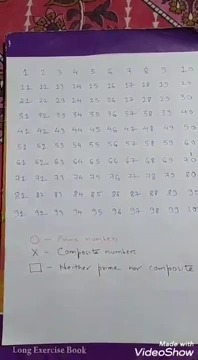 1 2 3 4 5 6 7 8 9 10
11 12 13 14 15 16 17 18 19 20
21 22 23 24 25 26 27 28 29 30
31 32 33 34 35 36 37 38 39 40
41 42 43 44 45 46 47 48 49 50
51 52 53 54 55 56 57 58 59 60
61 62 63 64 65 66 67 68 69 70
71 72 73 74 75 76 77 78 79 80
81 82 83 84 85 86 87 88 89 90
91 92 93 94 95 96 97 98 99
O - Prime numbers
X - Composite numbers
- Neither prime nor composite
Long Exercise Book
Made with
VivaVideo